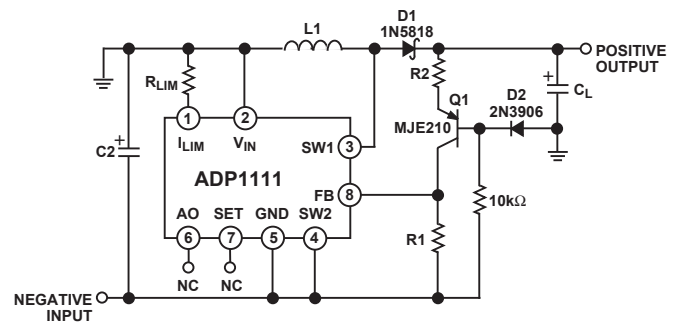 D1
1N5818
L1
POSITIVE
OUTPUT
R2
D2
2N3906
RLIM
Q1
CL
MJE210
1
2
ILIM
VIN
SW1
3
C2
ADP1111
FB
8
10kΩ
AO
SET
GND
SW2
R1
6
7
5
4
NC
NC
NEGATIVE
INPUT